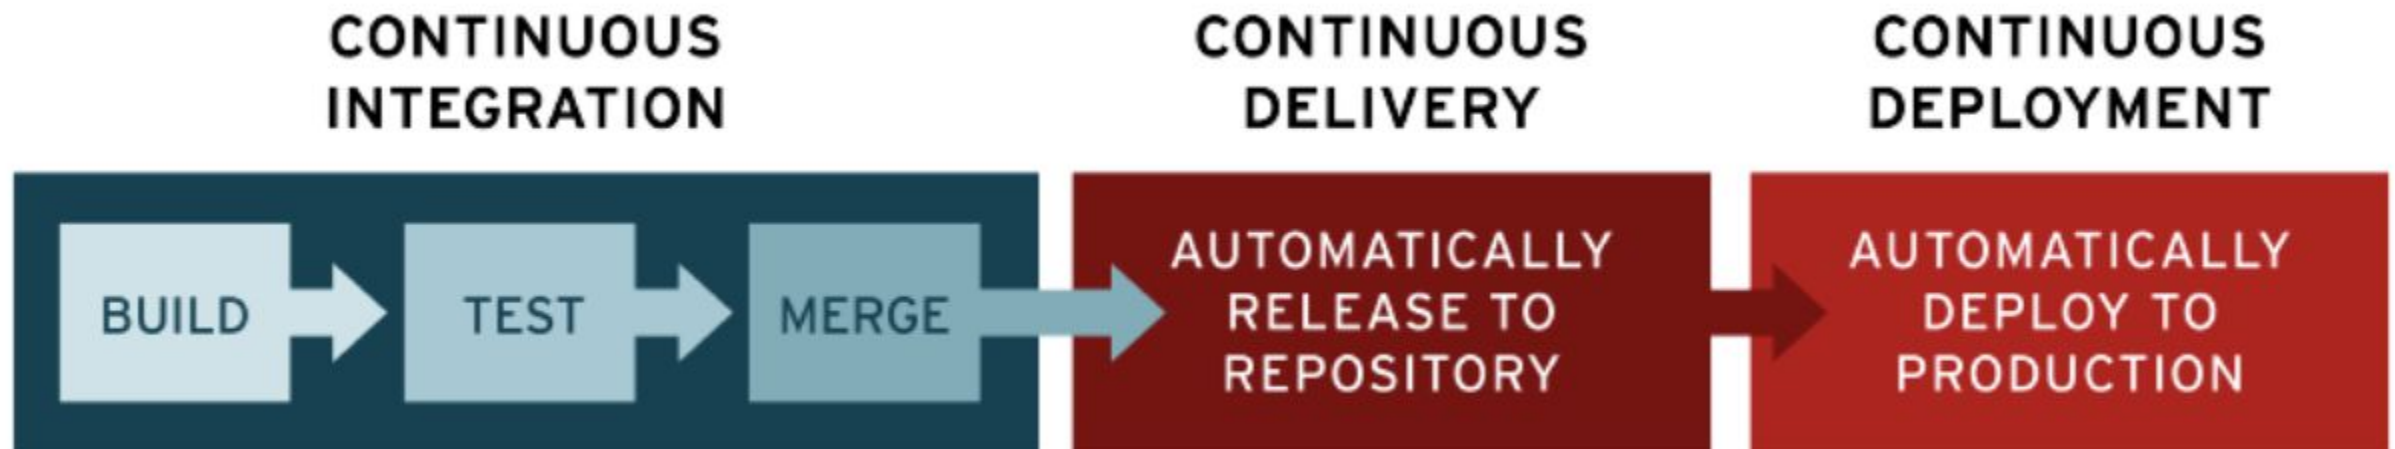 CONTINUOUS
INTEGRATION
CONTINUOUS
DELIVERY
CONTINUOUS
DEPLOYMENT
BUILD
TEST
MERGE
AUTOMATICALLY
RELEASE TO
REPOSITORY
AUTOMATICALLY
DEPLOY TO
PRODUCTION